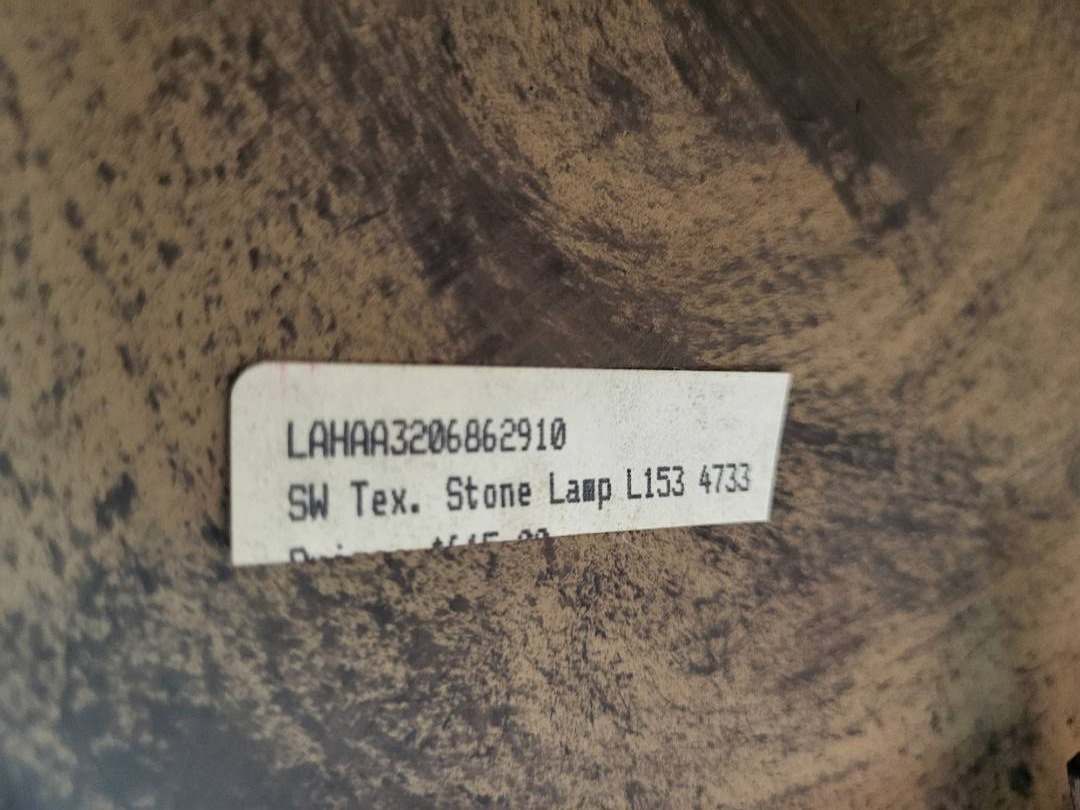 LAHAA3206862910
SW Tex. Stone Lamp L153 4733